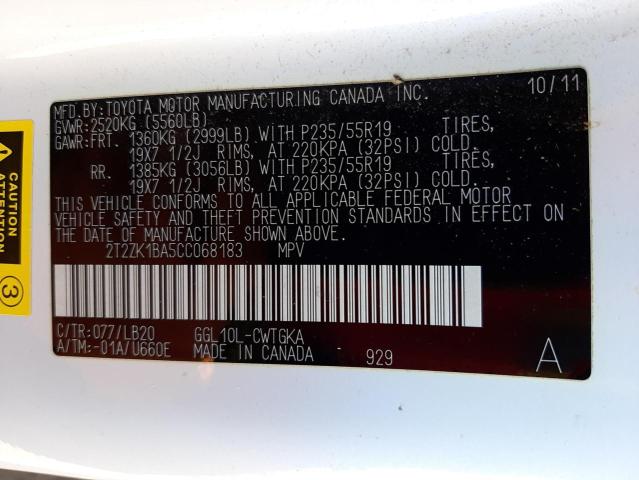 MFD.BY:TOYOTA MOTOR MANUFACTURING CANADA INC. 10/11
GVWR:2520KG (5560LB)
GAWR:FRT. 1360KG (2999LB) WITH P235/55R19 TIRES,
19X7 1/2J RIMS, AT 220KPA (32PSI) COLD.
RR. 1385KG (3056LB) WITH P235/55R19 TIRES,
19X7 1/2J RIMS, AT 220KPA (32PSI) COLD.
THIS VEHICLE CONFORMS TO ALL APPLICABLE FEDERAL MOTOR
VEHICLE SAFETY AND THEFT PREVENTION STANDARDS IN EFFECT ON
THE DATE OF MANUFACTURE SHOWN ABOVE.
2T2ZK1BA5CC068183 MPV
C/TR:077/LB20 GGL10L-CWTGKA
A/TM:-01A/U660E MADE IN CANADA 929 A
CAUTION
ATTENTION
3